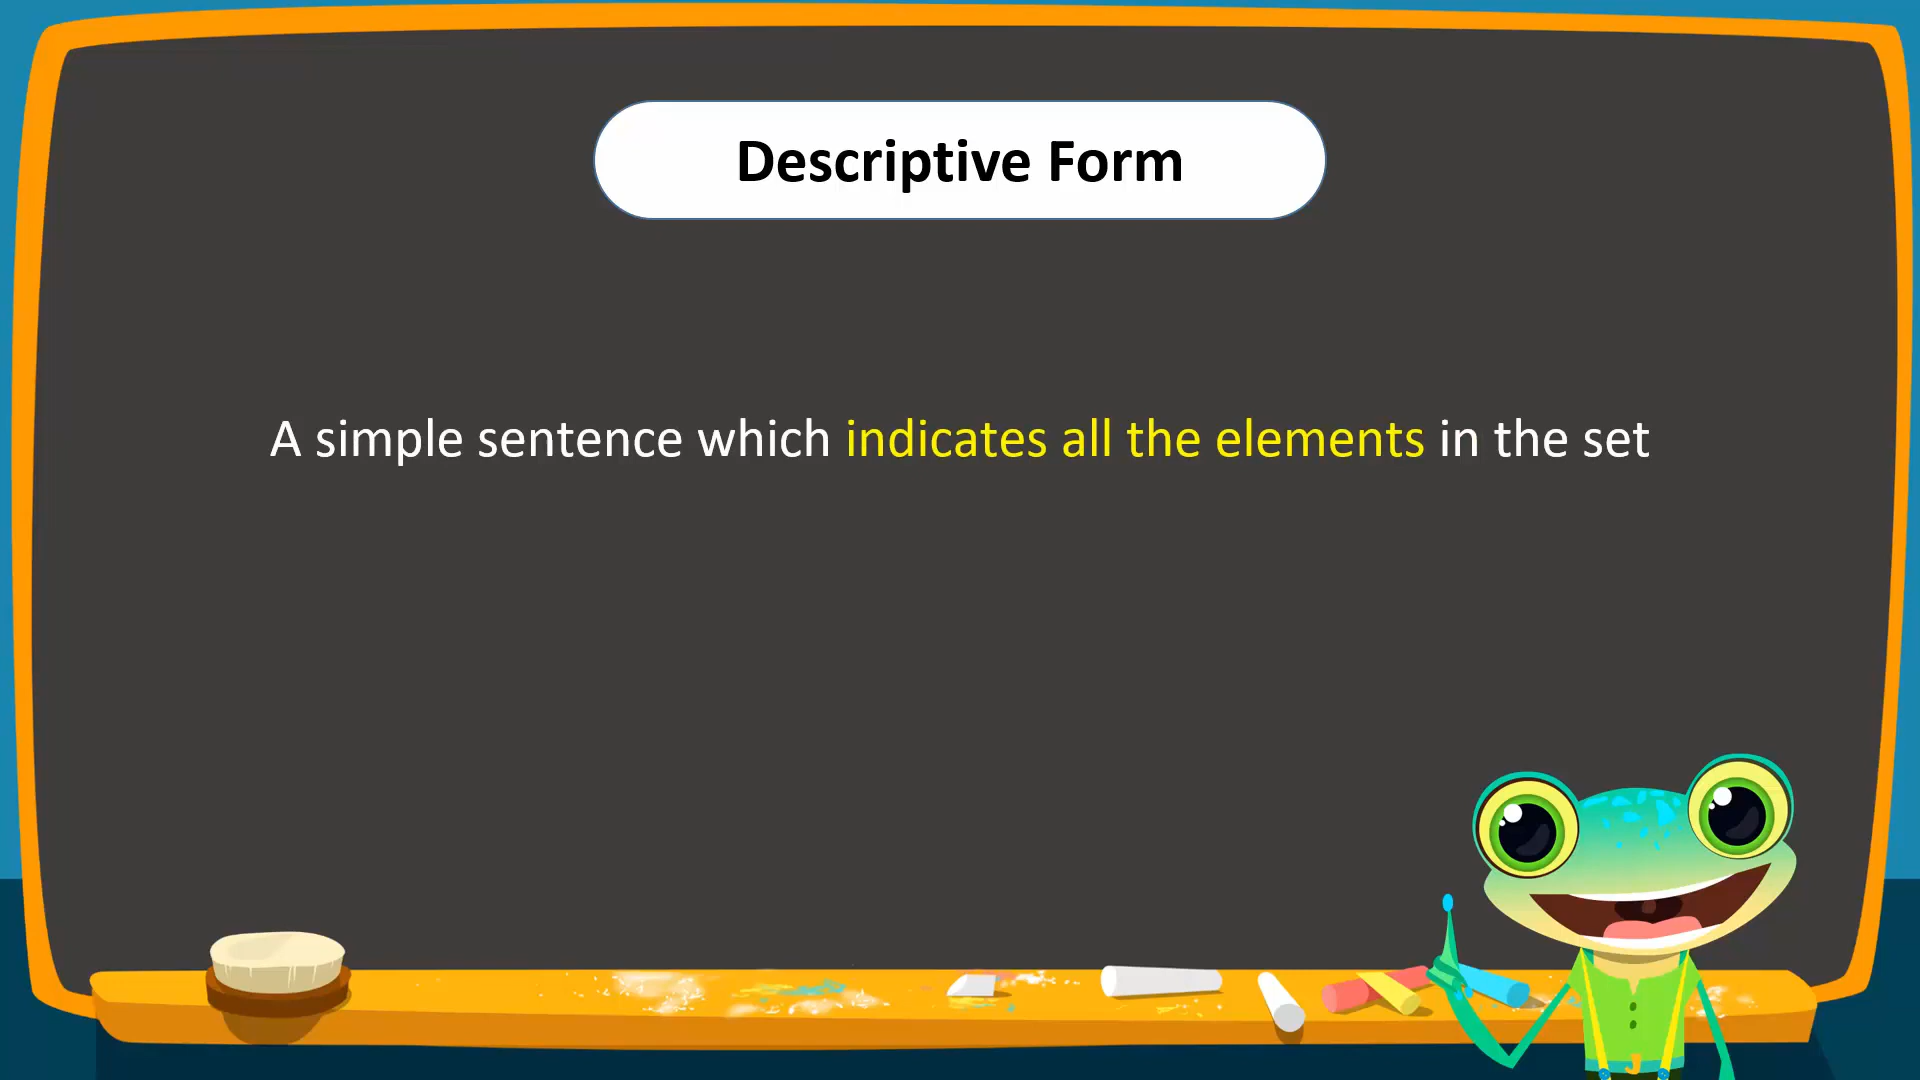 Descriptive Form
A simple sentence which indicates all the elements in the set